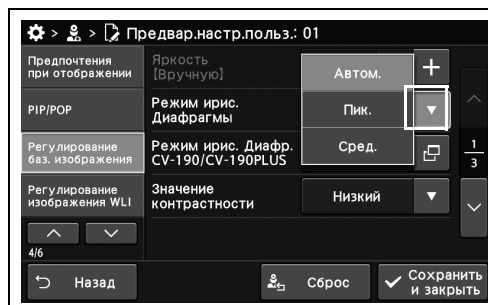 > > Предвар.настр.польз.: 01
Предпочтения
при отображении
PIP/POP
Регулирование
баз. изображения
Регулирование
изображения WLI
4/6
Яркость
【Вручную】
Режим ирис.
Диафрагмы
Режим ирис. Диафр.
CV-190/CV-190PLUS
Значение
контрастности
Автом.
Пик.
Сред.
Низкий
+
1
3
Назад
Сброс
Сохранить
и закрыть